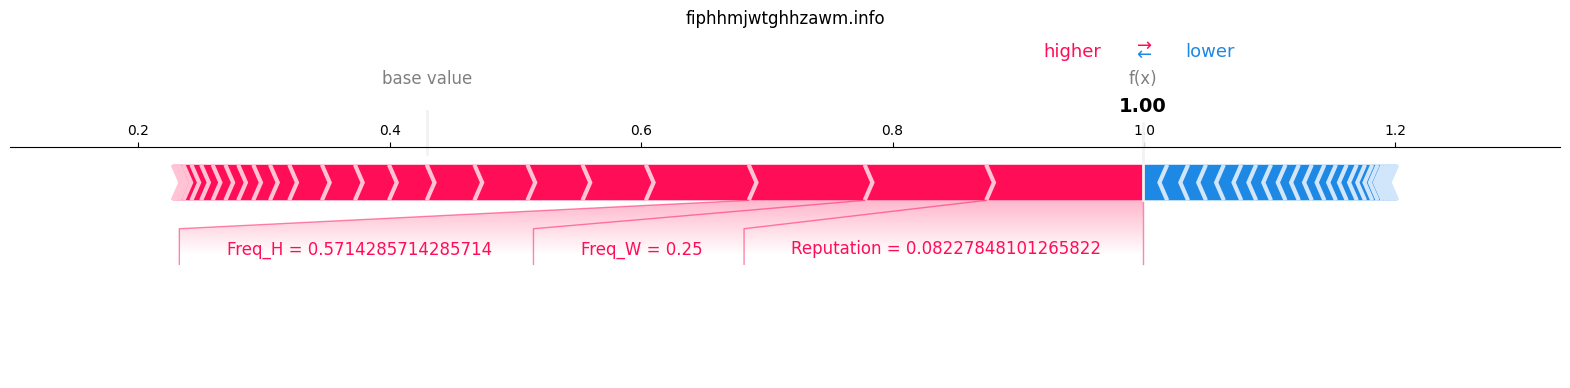 fiphhmjwtghhzawm.info
higher ⇄ lower
base value f(x)
1.00
0.2 0.4 0.6 0.8 1.0 1.2
Freq_H = 0.5714285714285714 Freq_W = 0.25 Reputation = 0.08227848101265822